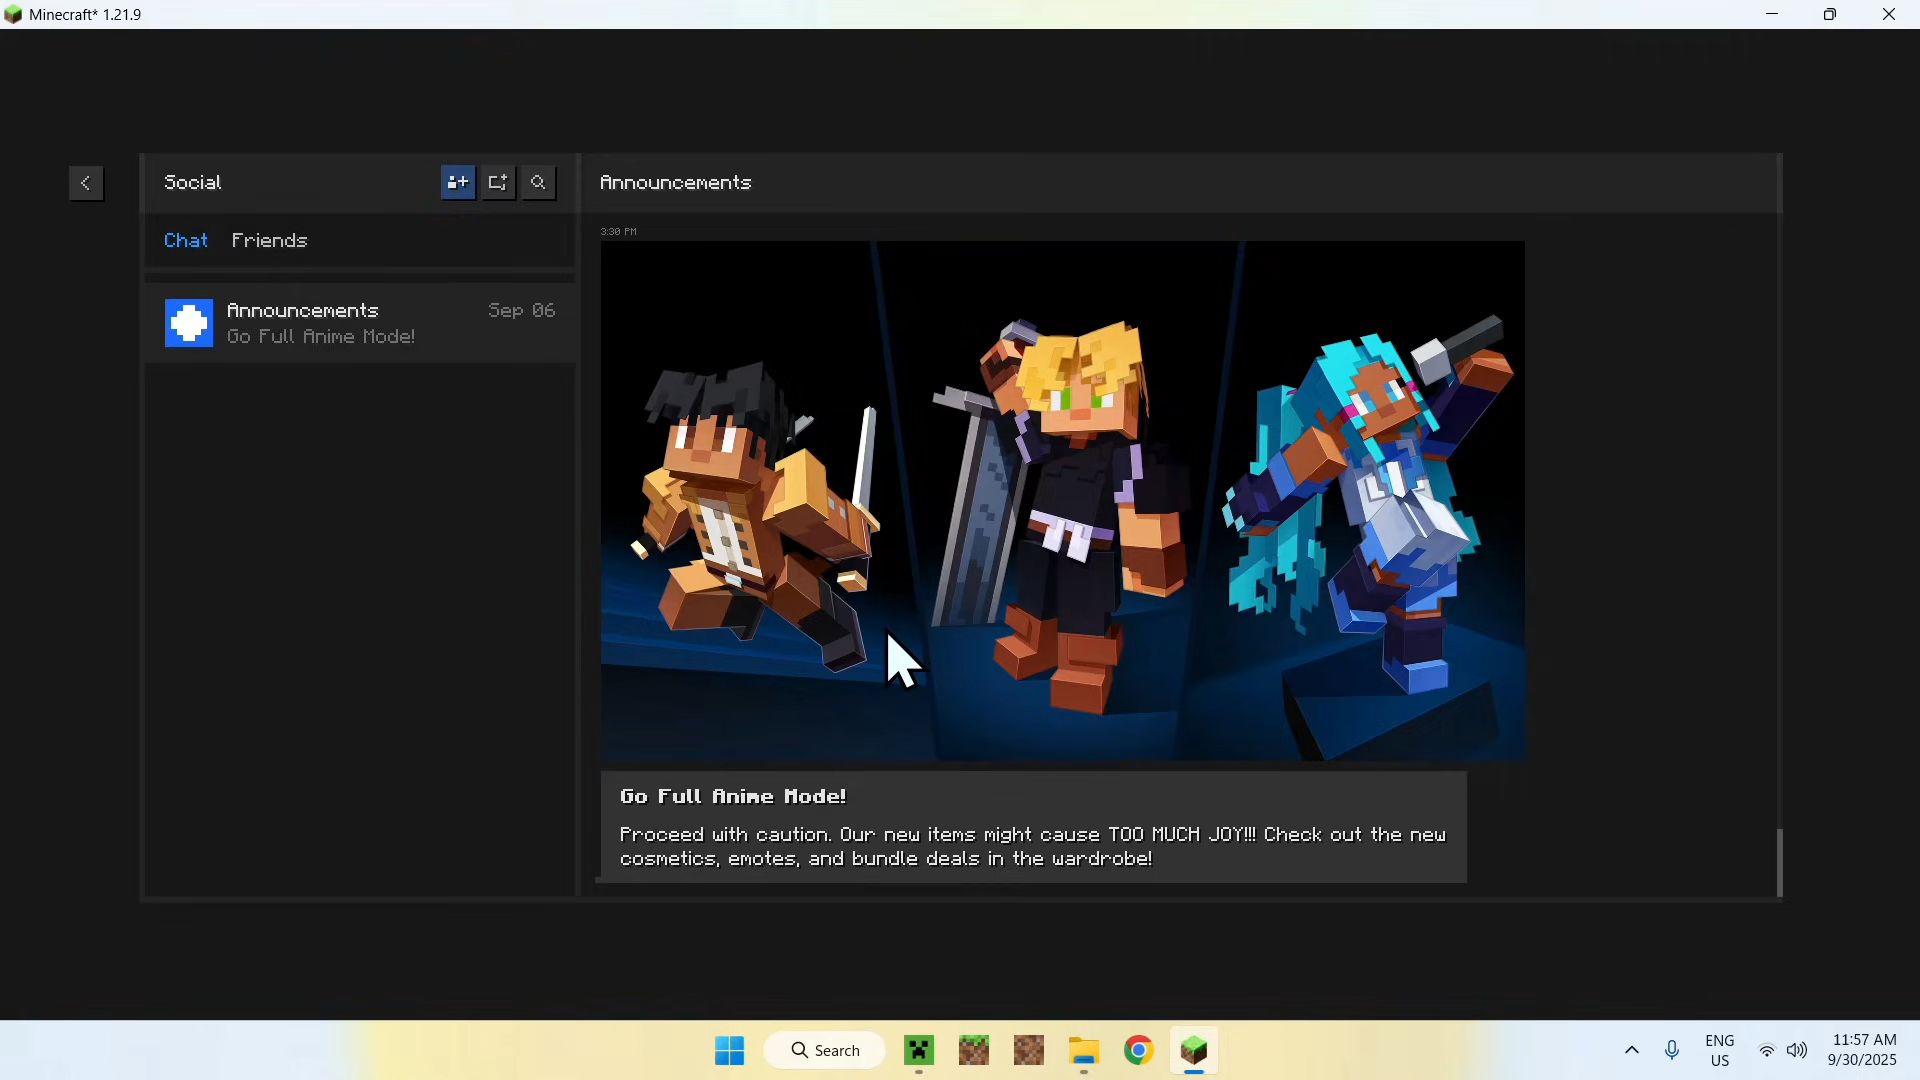 Minecraft* 1.21.9
Social
Announcements
Chat Friends
3:30 PM
Announcements Sep 06
Go Full Anime Mode!
Go Full Anime Mode!
Proceed with caution. Our new items might cause TOO MUCH JOY!!! Check out the new
cosmetics, emotes, and bundle deals in the wardrobe!
Search
ENG
US
11:57 AM
9/30/2025